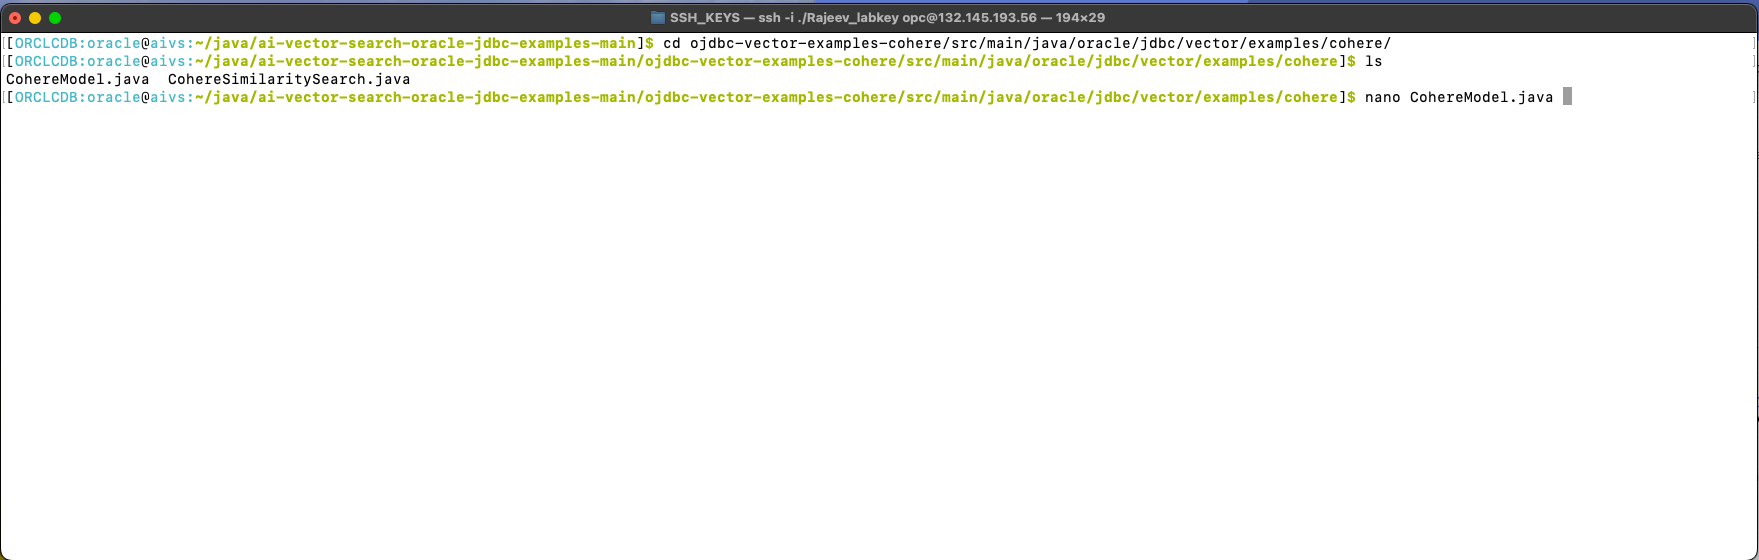 SSH_KEYS — ssh -i ./Rajeev_labkey opc@132.145.193.56 — 194×29
[[ORCLCDB:oracle@aivs:~/java/ai-vector-search-oracle-jdbc-examples-main]$ cd ojdbc-vector-examples-cohere/src/main/java/oracle/jdbc/vector/examples/cohere/ ]
[[ORCLCDB:oracle@aivs:~/java/ai-vector-search-oracle-jdbc-examples-main/ojdbc-vector-examples-cohere/src/main/java/oracle/jdbc/vector/examples/cohere]$ ls ]
CohereModel.java  CohereSimilaritySearch.java
[[ORCLCDB:oracle@aivs:~/java/ai-vector-search-oracle-jdbc-examples-main/ojdbc-vector-examples-cohere/src/main/java/oracle/jdbc/vector/examples/cohere]$ nano CohereModel.java ]